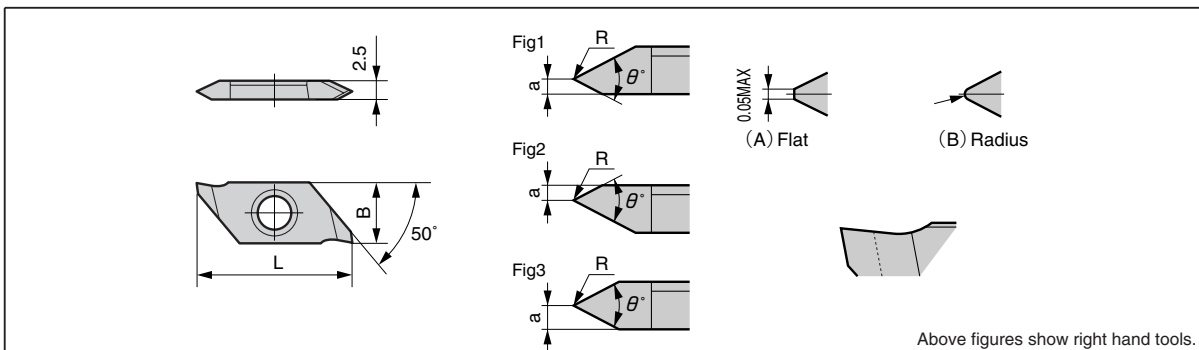 2.5
B
50°
L
Fig1
R
θ°
a
Fig2
R
θ°
a
Fig3
R
θ°
a
0.05MAX
(A) Flat
(B) Radius
Above figures show right hand tools.